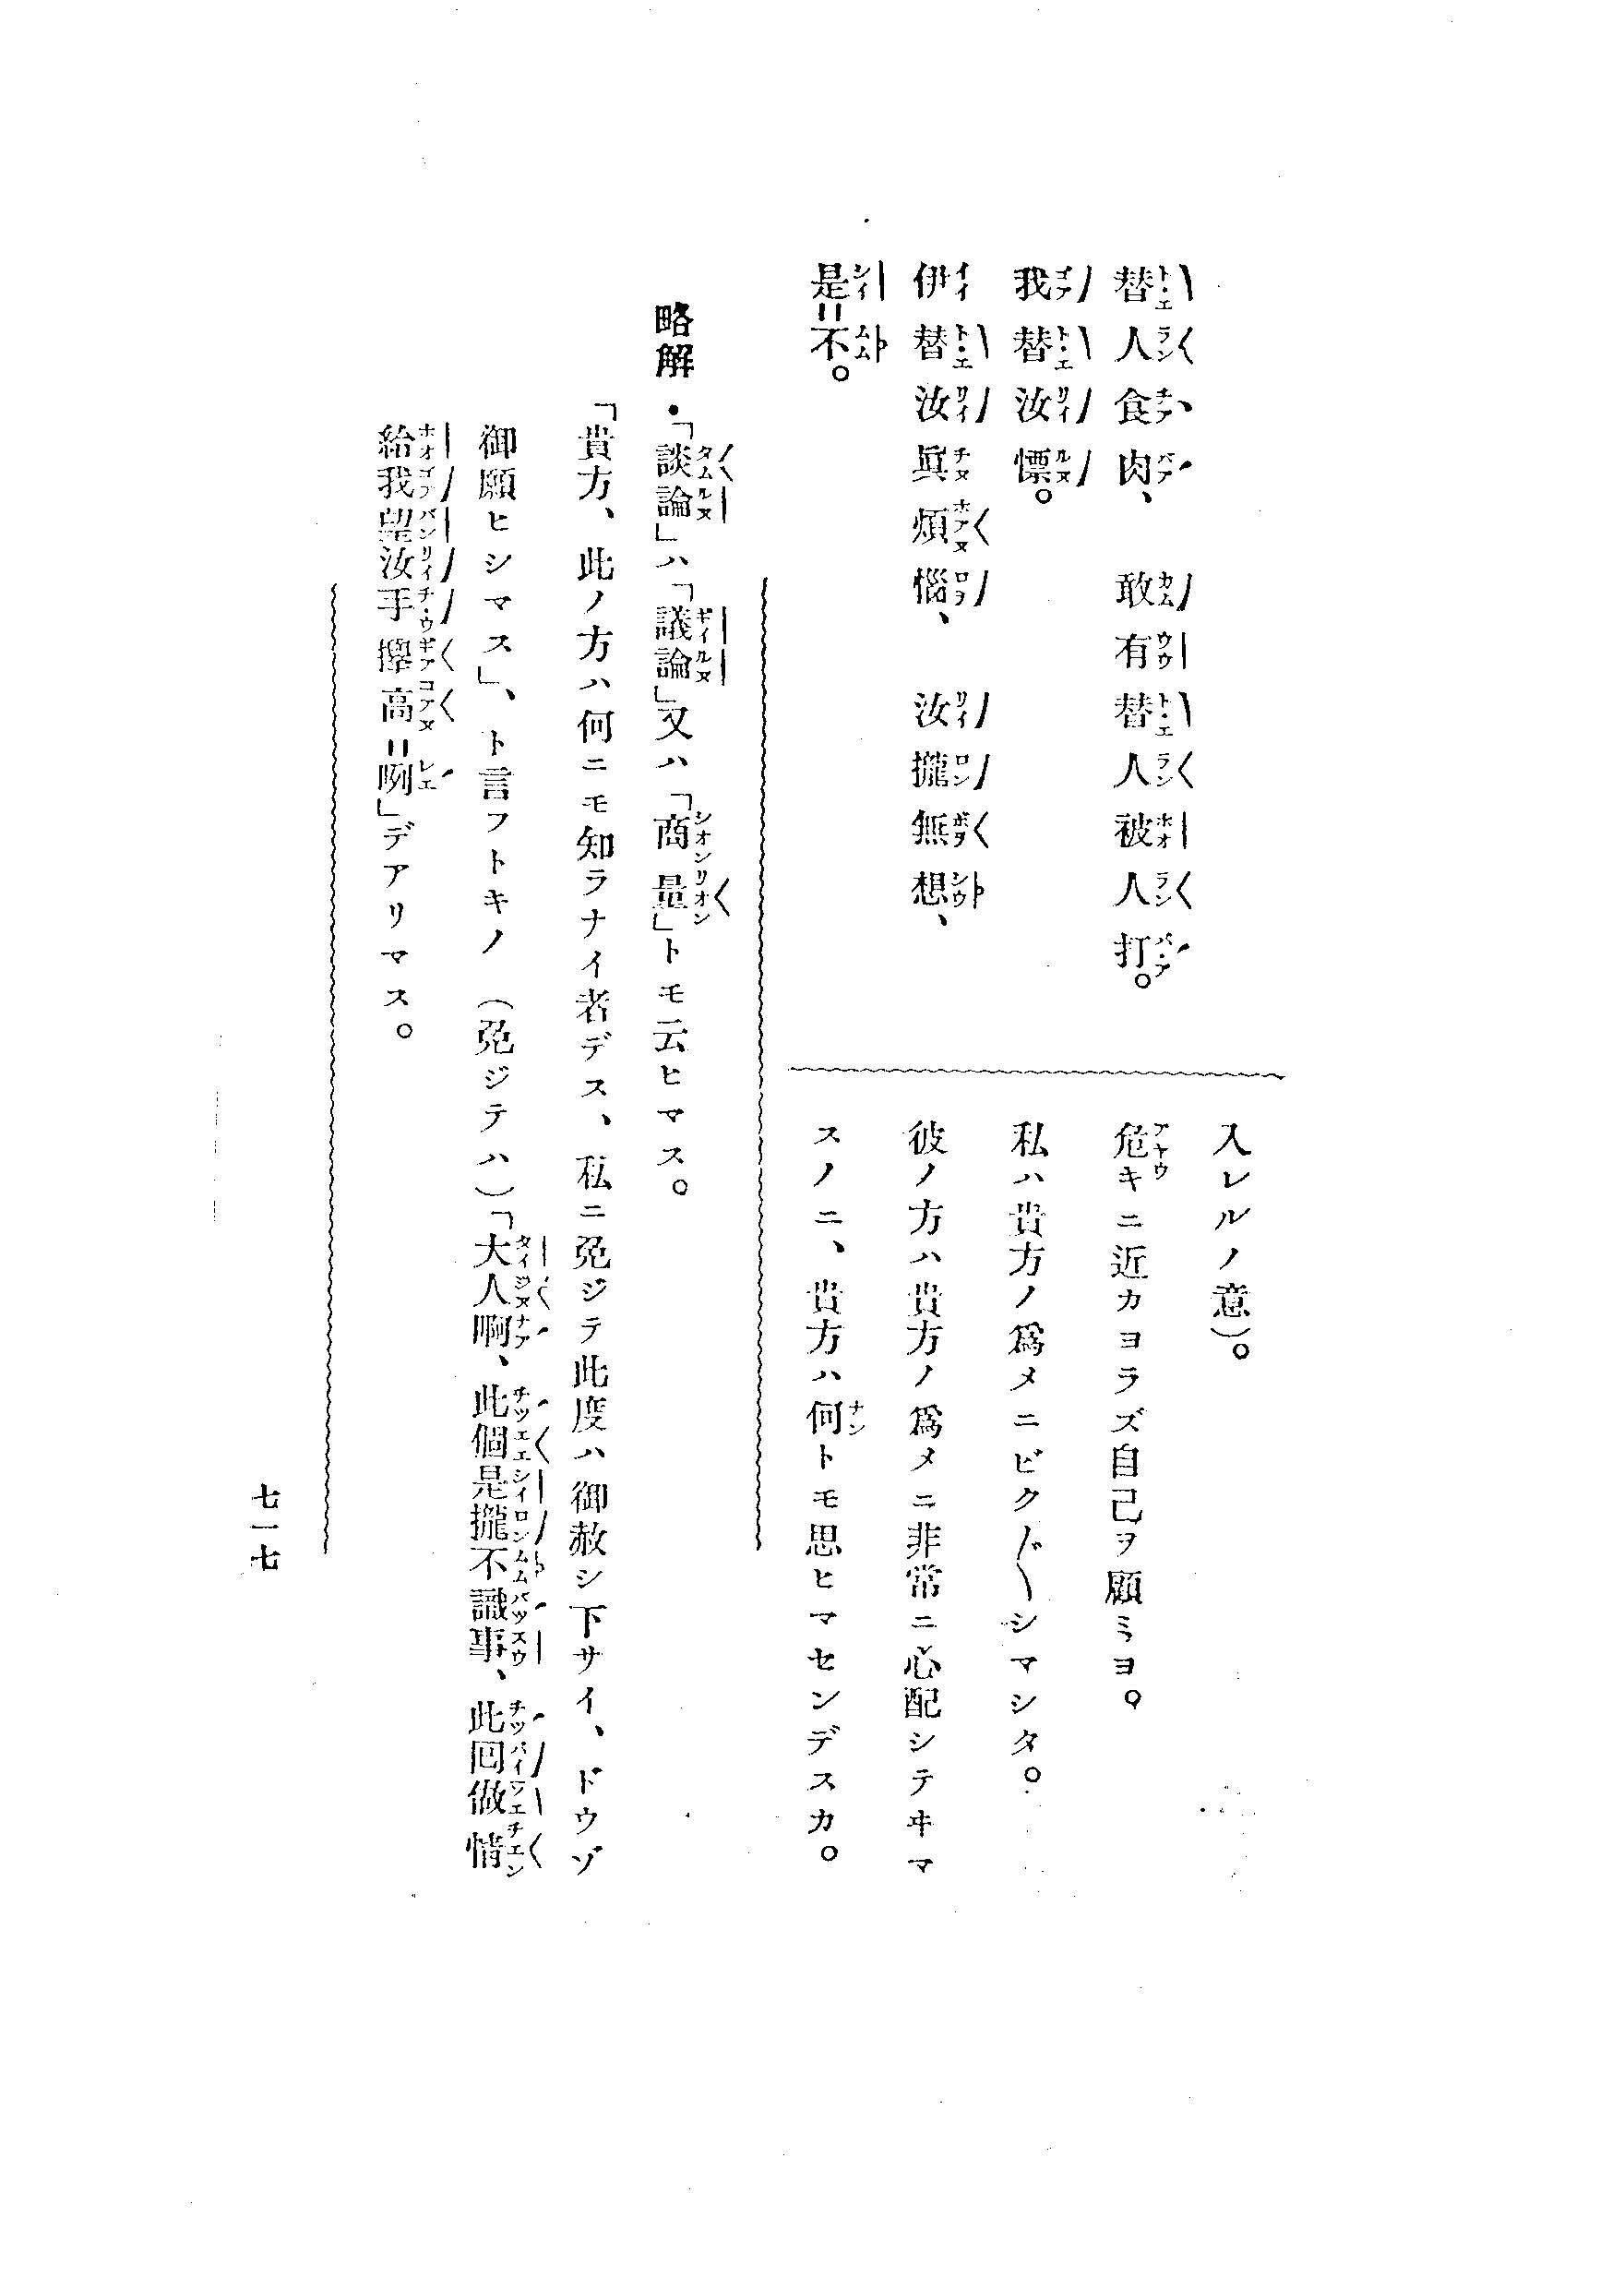 替人食肉、　敢有替人被人打。
我替汝慄。
伊替汝眞煩惱、　汝攏無想、
是＝不。
入レルノ意）。
危キニ近カヨラズ自己ヲ顧ミヨ。
私ハ貴方ノ爲メニビク〴〵シマシタ。
彼ノ方ハ貴方ノ爲メニ非常ニ心配シテヰマ
スノニ、貴方ハ何トモ思ヒマセンデスカ。
略解・「談論」ハ「議論」又ハ「商量」トモ云ヒマス。
「貴方、此ノ方ハ何ニモ知ラナイ者デス、私ニ免ジテ此度ハ御赦シ下サイ、ドウゾ
御願ヒシマス」、ト言フトキノ（免ジテハ）「大人啊、此個是攏不識事、此回做情
給我望汝手擧高＝咧」デアリマス。
七一七